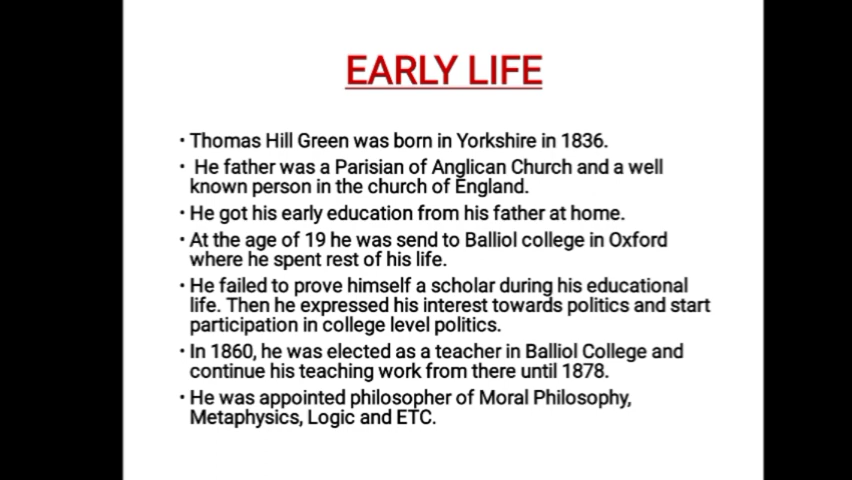 EARLY LIFE
• Thomas Hill Green was born in Yorkshire in 1836.
• He father was a Parisian of Anglican Church and a well
known person in the church of England.
• He got his early education from his father at home.
• At the age of 19 he was send to Balliol college in Oxford
where he spent rest of his life.
• He failed to prove himself a scholar during his educational
life. Then he expressed his interest towards politics and start
participation in college level politics.
• In 1860, he was elected as a teacher in Balliol College and
continue his teaching work from there until 1878.
• He was appointed philosopher of Moral Philosophy,
Metaphysics, Logic and ETC.